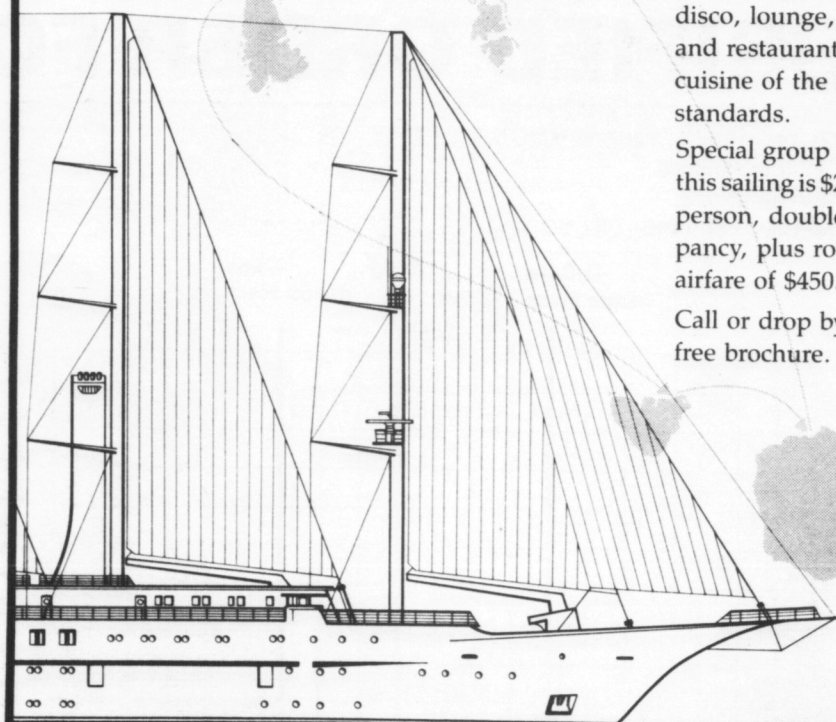 disco, lounge,
and restaurant
cuisine of the
standards.
Special group
this sailing is $2
person, double
pancy, plus ro
airfare of $450.
Call or drop by
free brochure.